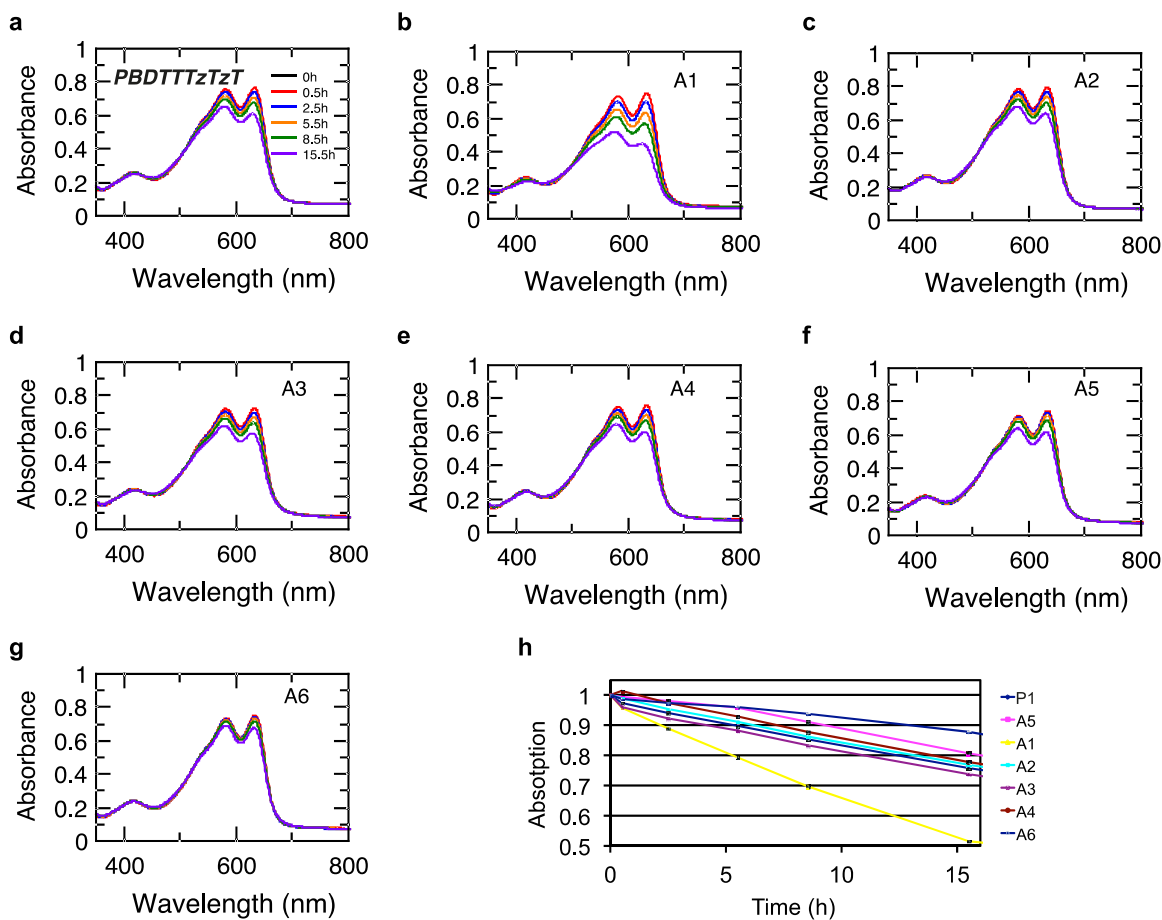 a
1
0.8
0.6
0.4
0.2
0
Absorbance
PBDTTTzTzT
0h
0.5h
2.5h
5.5h
8.5h
15.5h
400 600 800
Wavelength (nm)
b
1
0.8
0.6
0.4
0.2
0
Absorbance
A1
400 600 800
Wavelength (nm)
c
1
0.8
0.6
0.4
0.2
0
Absorbance
A2
400 600 800
Wavelength (nm)
d
1
0.8
0.6
0.4
0.2
0
Absorbance
A3
400 600 800
Wavelength (nm)
e
1
0.8
0.6
0.4
0.2
0
Absorbance
A4
400 600 800
Wavelength (nm)
f
1
0.8
0.6
0.4
0.2
0
Absorbance
A5
400 600 800
Wavelength (nm)
g
1
0.8
0.6
0.4
0.2
0
Absorbance
A6
400 600 800
Wavelength (nm)
h
1
0.9
0.8
0.7
0.6
0.5
Absotption
0 5 10 15
Time (h)
P1
A5
A1
A2
A3
A4
A6